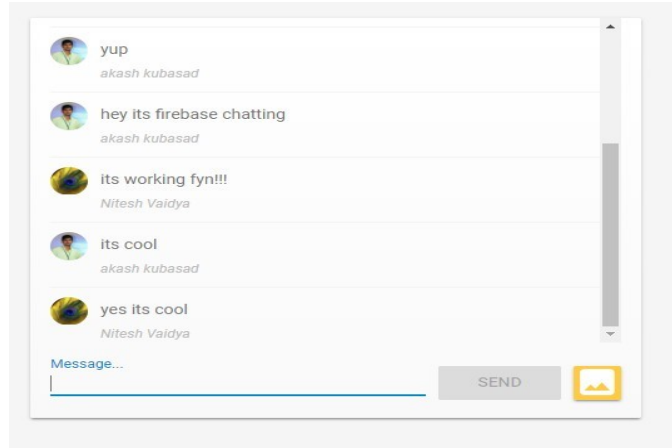 yup
akash kubasad
hey its firebase chatting
akash kubasad
its working fyn!!!
Nitesh Vaidya
its cool
akash kubasad
yes its cool
Nitesh Vaidya
Message...
SEND